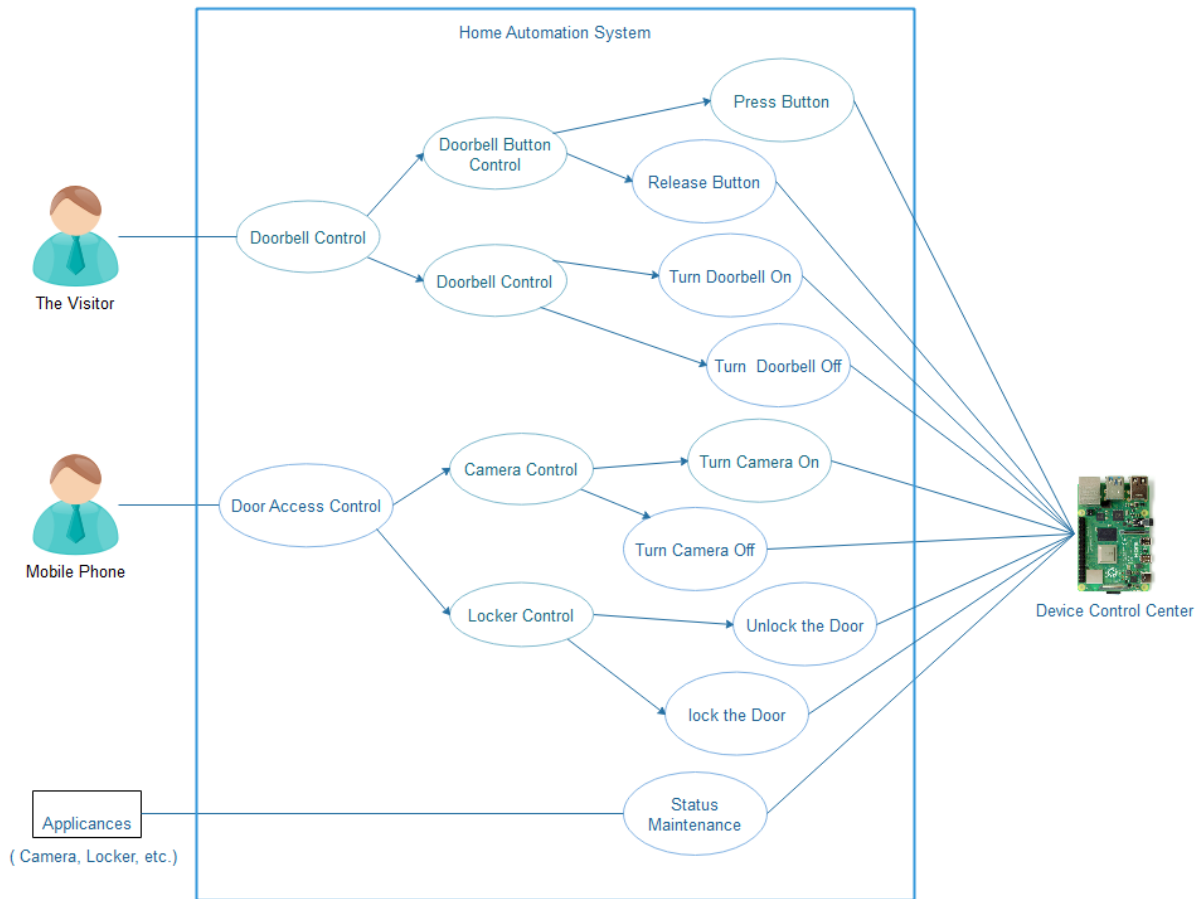 Home Automation System
Press Button
Doorbell Button
Control
Release Button
Doorbell Control
The Visitor
Doorbell Control
Turn Doorbell On
Turn Doorbell Off
Camera Control
Turn Camera On
Door Access Control
Mobile Phone
Turn Camera Off
Locker Control
Unlock the Door
Device Control Center
lock the Door
Status
Maintenance
Applicances
( Camera, Locker, etc.)